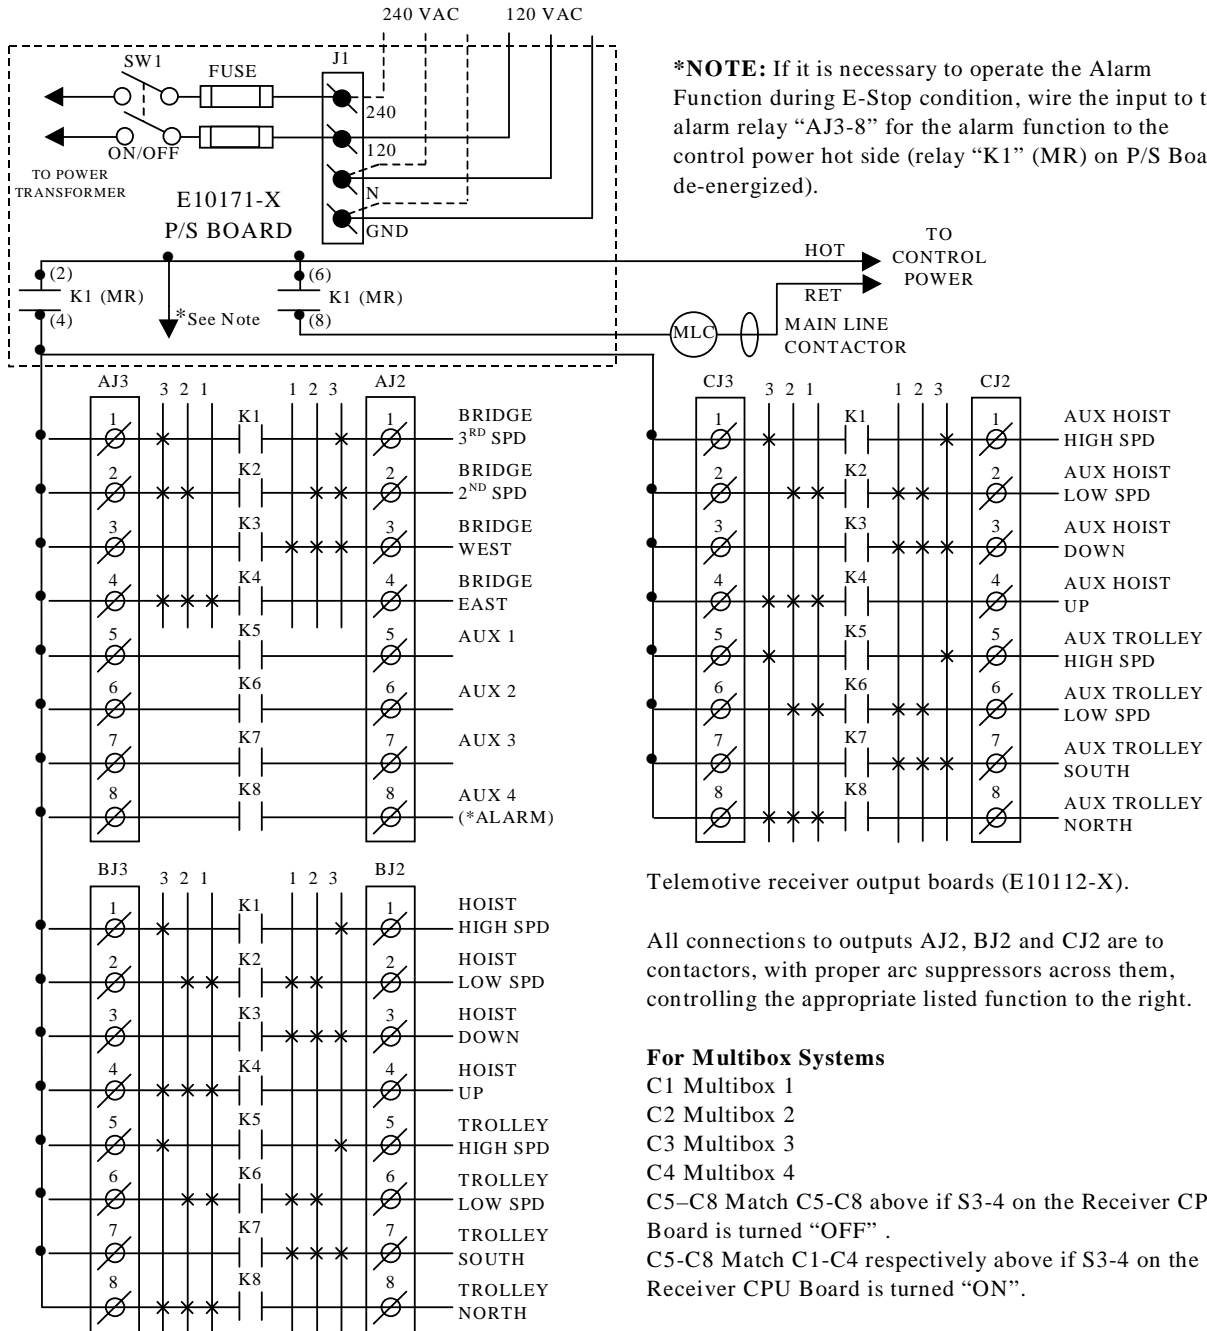 240 VAC 120 VAC
SW1 FUSE J1
240
120
ON/OFF
N
GND
TO POWER
TRANSFORMER
E10171-X
P/S BOARD
*NOTE: If it is necessary to operate the Alarm
Function during E-Stop condition, wire the input to t
alarm relay “AJ3-8” for the alarm function to the
control power hot side (relay “K1” (MR) on P/S Boa
de-energized).
HOT
RET
TO
CONTROL
POWER
(2)
K1 (MR)
(4)
*See Note
(6)
K1 (MR)
(8)
MLC
MAIN LINE
CONTACTOR
AJ3 3 2 1 1 2 3 AJ2
1 K1 1 BRIDGE
3RD SPD
2 K2 2 BRIDGE
2ND SPD
3 K3 3 BRIDGE
WEST
4 K4 4 BRIDGE
EAST
5 K5 5 AUX 1
6 K6 6 AUX 2
7 K7 7 AUX 3
8 K8 8 AUX 4
(*ALARM)
CJ3 3 2 1 1 2 3 CJ2
1 K1 1 AUX HOIST
HIGH SPD
2 K2 2 AUX HOIST
LOW SPD
3 K3 3 AUX HOIST
DOWN
4 K4 4 AUX HOIST
UP
5 K5 5 AUX TROLLEY
HIGH SPD
6 K6 6 AUX TROLLEY
LOW SPD
7 K7 7 AUX TROLLEY
SOUTH
8 K8 8 AUX TROLLEY
NORTH
BJ3 3 2 1 1 2 3 BJ2
1 K1 1 HOIST
HIGH SPD
2 K2 2 HOIST
LOW SPD
3 K3 3 HOIST
DOWN
4 K4 4 HOIST
UP
5 K5 5 TROLLEY
HIGH SPD
6 K6 6 TROLLEY
LOW SPD
7 K7 7 TROLLEY
SOUTH
8 K8 8 TROLLEY
NORTH
Telemotive receiver output boards (E10112-X).
All connections to outputs AJ2, BJ2 and CJ2 are to
contactors, with proper arc suppressors across them,
controlling the appropriate listed function to the right.
For Multibox Systems
C1 Multibox 1
C2 Multibox 2
C3 Multibox 3
C4 Multibox 4
C5–C8 Match C5-C8 above if S3-4 on the Receiver CP
Board is turned “OFF” .
C5-C8 Match C1-C4 respectively above if S3-4 on the
Receiver CPU Board is turned “ON”.